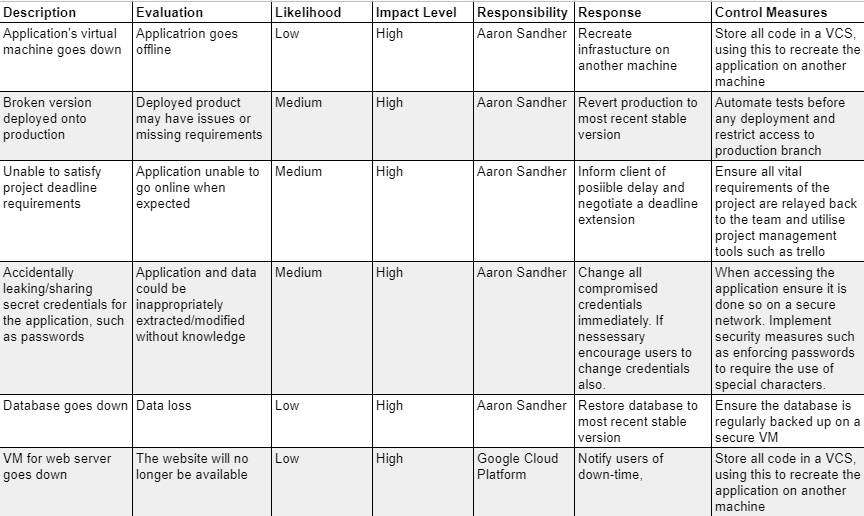 Description Evaluation Likelihood Impact Level Responsibility Response Control Measures
Application's virtual
machine goes down
Applicatrion goes
offline
Low
High
Aaron Sandher
Recreate
infrastucture on
another machine
Store all code in a VCS,
using this to recreate the
application on another
machine
Broken version
deployed onto
production
Deployed product
may have issues or
missing requirements
Medium
High
Aaron Sandher
Revert production to
most recent stable
version
Automate tests before
any deployment and
restrict access to
production branch
Unable to satisfy
project deadline
requirements
Application unable to
go online when
expected
Medium
High
Aaron Sandher
Inform client of
posiible delay and
negotiate a deadline
extension
Ensure all vital
requirements of the
project are relayed back
to the team and utilise
project management
tools such as trello
Accidentally
leaking/sharing
secret credentials for
the application, such
as passwords
Application and data
could be
inappropriately
extracted/modified
without knowledge
Medium
High
Aaron Sandher
Change all
compromised
credentials
immediately. If
nessessary
encourage users to
change credentials
also.
When accessing the
application ensure it is
done so on a secure
network. Implement
security measures such
as enforcing passwords
to require the use of
special characters.
Database goes down
Data loss
Low
High
Aaron Sandher
Restore database to
most recent stable
version
Ensure the database is
regularly backed up on a
secure VM
VM for web server
goes down
The website will no
longer be available
Low
High
Google Cloud
Platform
Notify users of
down-time,
Store all code in a VCS,
using this to recreate the
application on another
machine